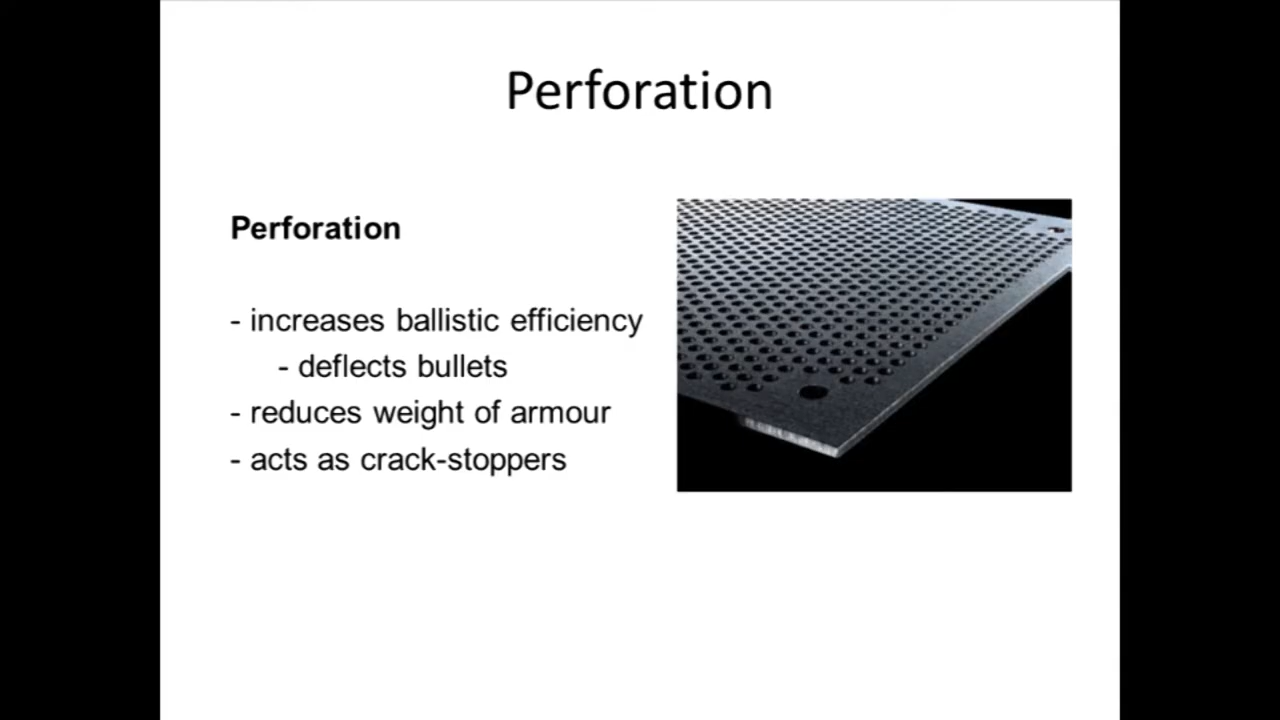 Perforation
Perforation
- increases ballistic efficiency
- deflects bullets
- reduces weight of armour
- acts as crack-stoppers